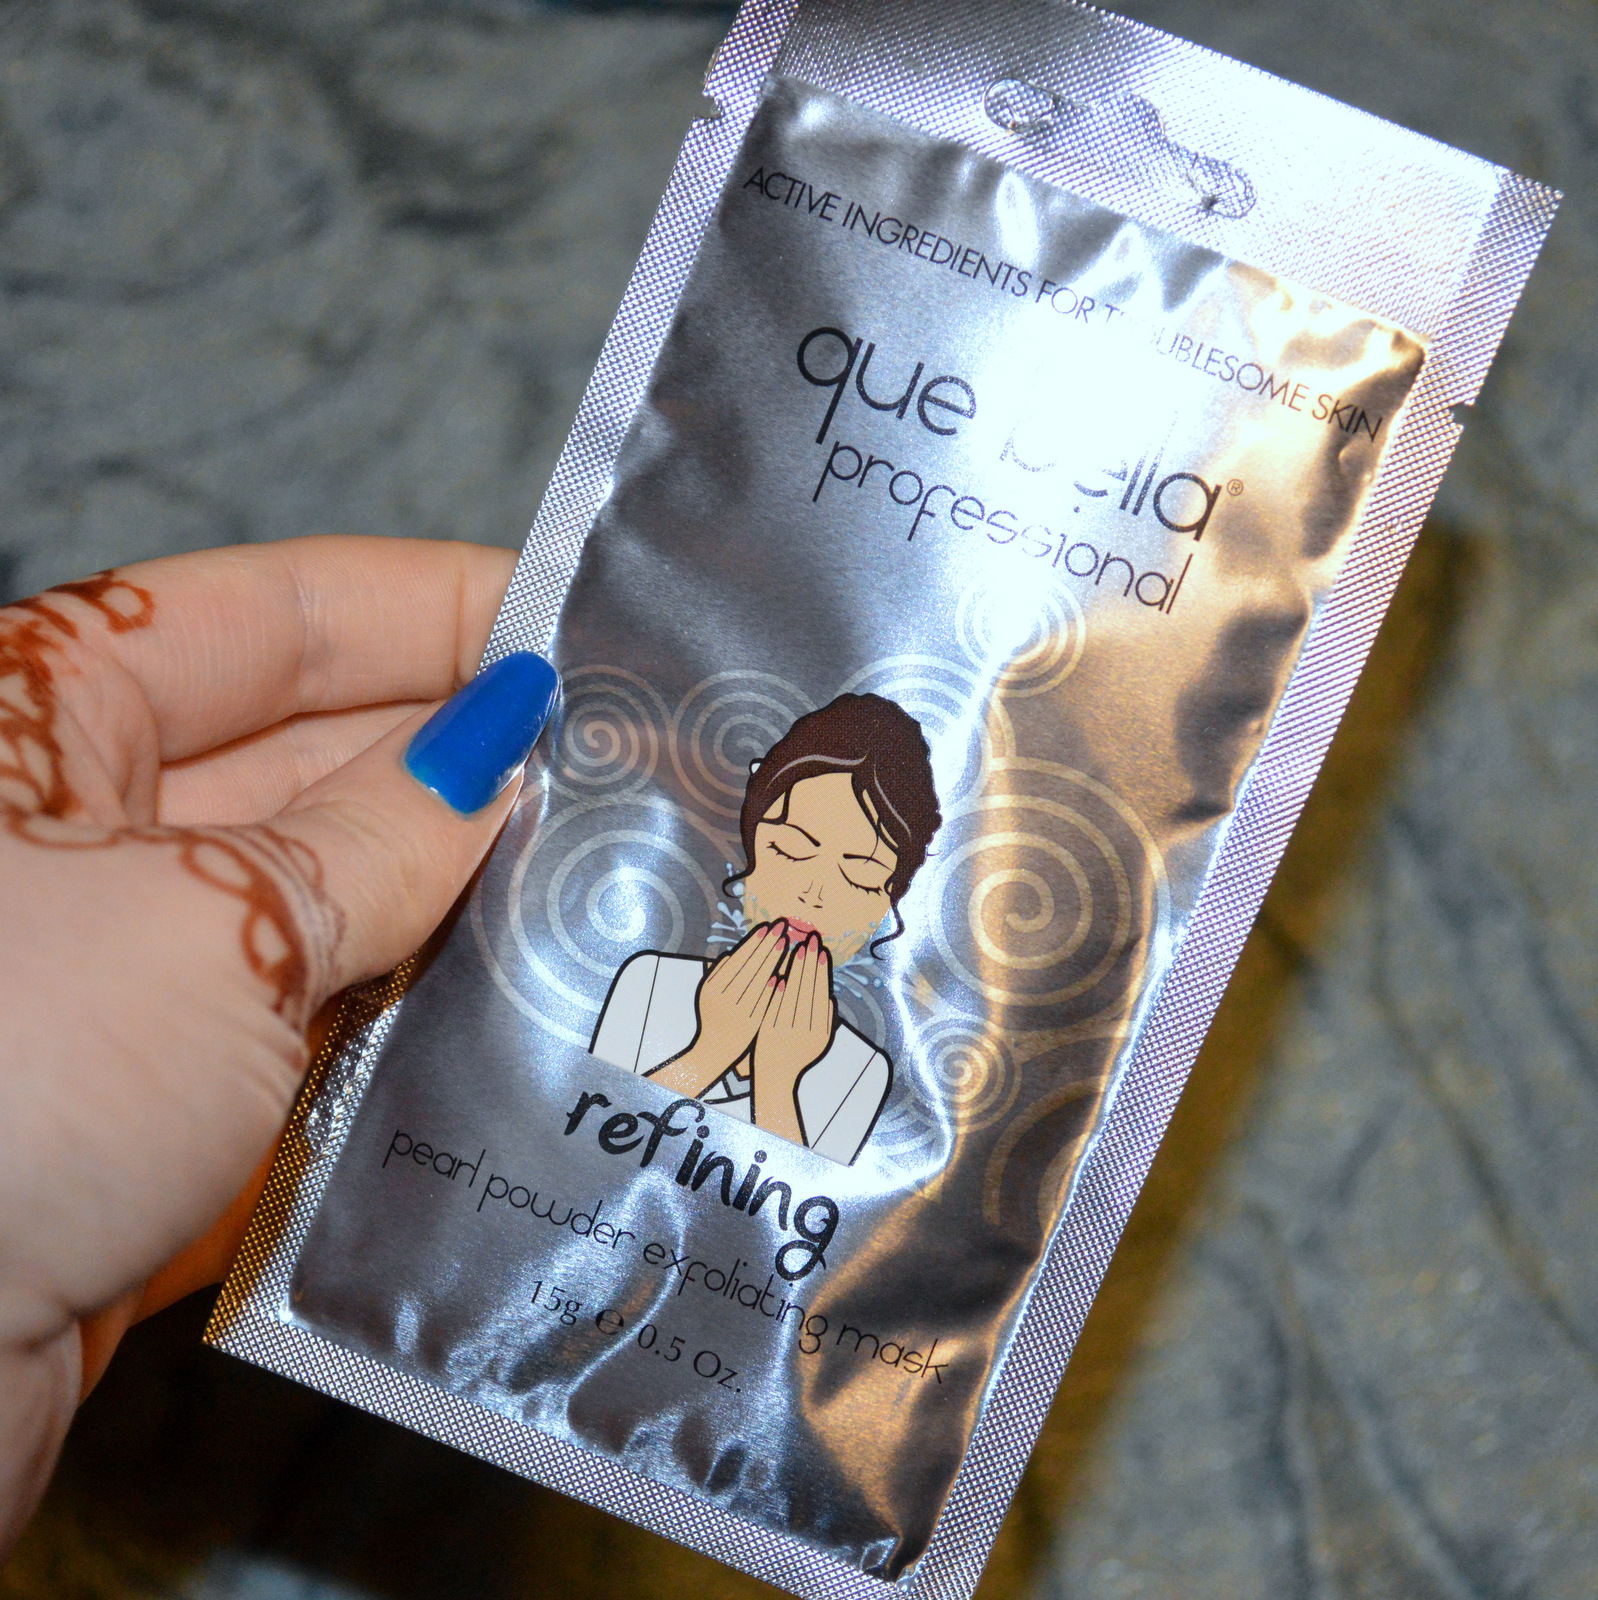 ACTIVE INGREDIENTS FOR TROUBLESOME SKIN
que bella®
professional
refining
pearl powder exfoliating mask
15g e 0.5 Oz.